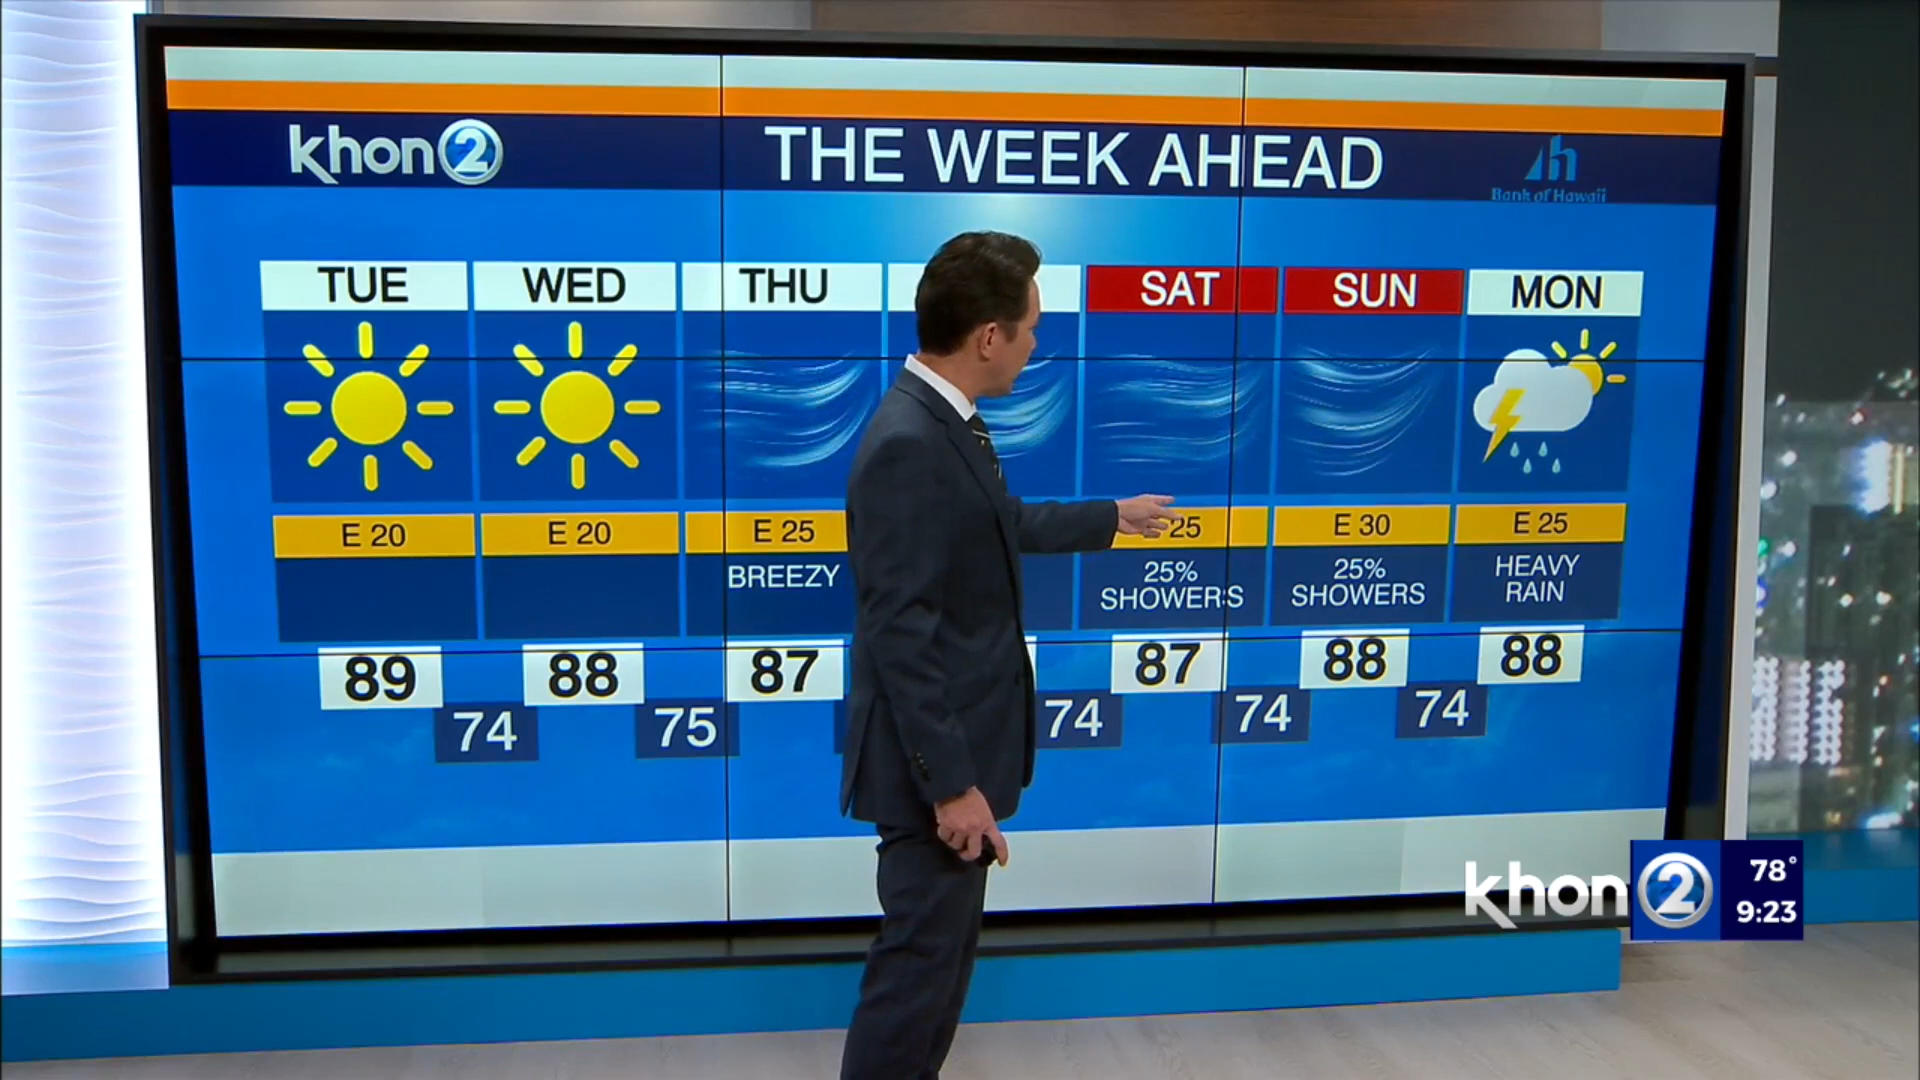 khon2
THE WEEK AHEAD
Bank of Hawaii
TUE
WED
THU
SAT
SUN
MON
E 20
E 20
E 25
25
E 30
E 25
BREEZY
25%
SHOWERS
25%
SHOWERS
HEAVY
RAIN
89
88
87
87
88
88
74
75
74
74
74
khon2
78°
9:23